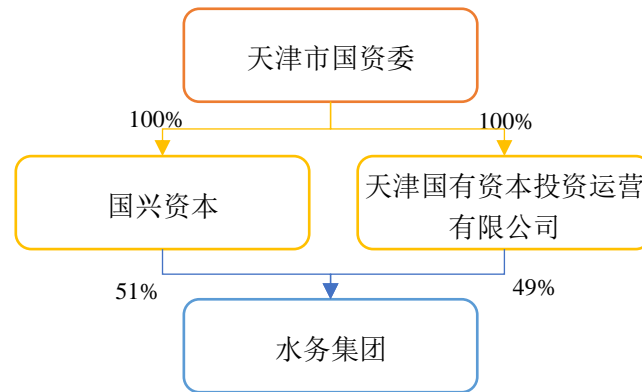 天津市国资委
100%
100%
国兴资本
天津国有资本投资运营
有限公司
51%
49%
水务集团